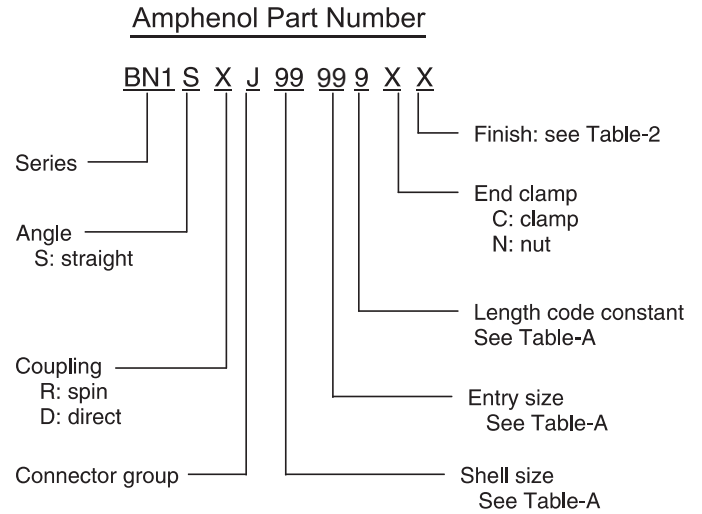 Amphenol Part Number
BN1 S X J 99 99 9 X X
Finish: see Table-2
Series
End clamp
C: clamp
N: nut
Angle
S: straight
Length code constant
See Table-A
Coupling
R: spin
D: direct
Entry size
See Table-A
Connector group
Shell size
See Table-A